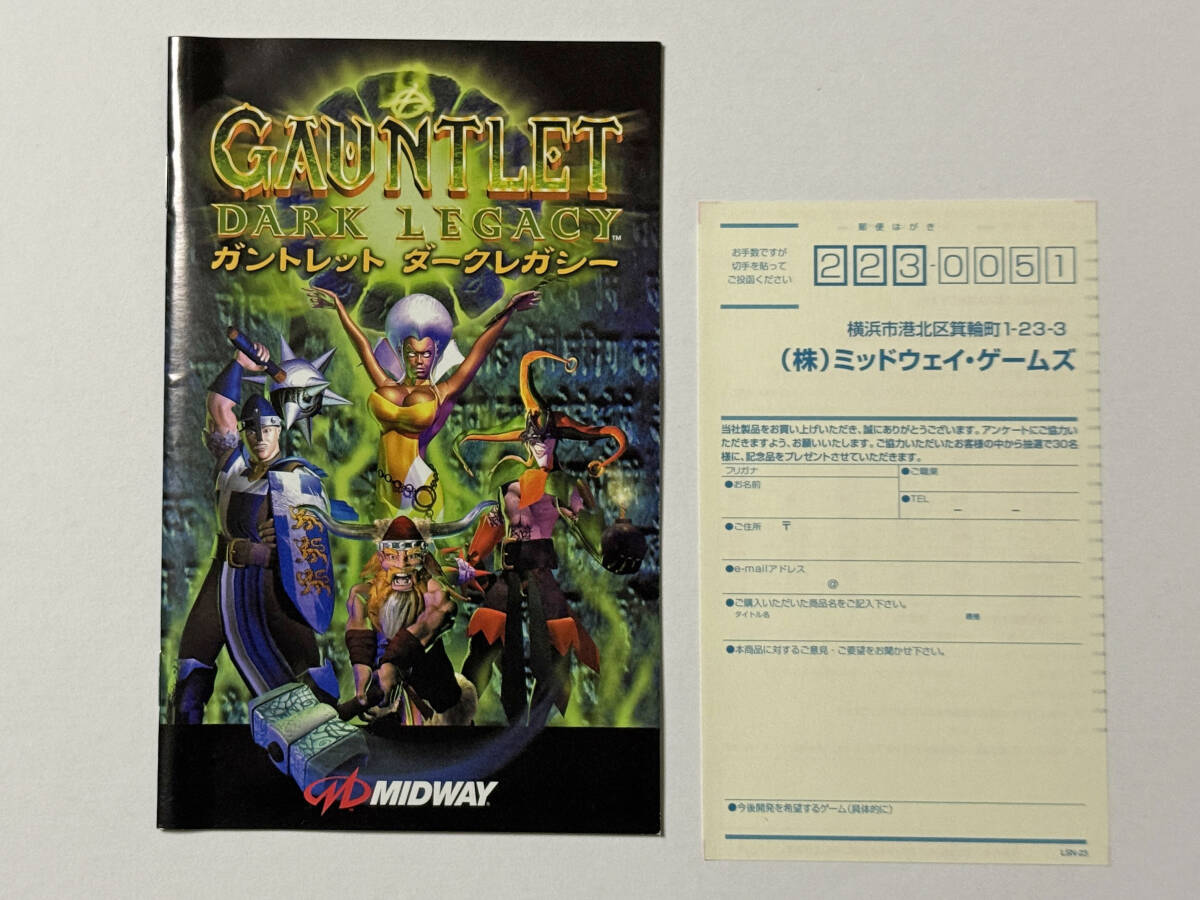 GAUNTLET
DARK LEGACY™
ガントレット ダークレガシー
MIDWAY
郵便はがき
お手数ですが
切手を貼って
ご投函ください
223-0051
横浜市港北区箕輪町1-23-3
(株)ミッドウェイ・ゲームズ
当社製品をお買い上げいただき、誠にありがとうございます。アンケートにご協力い
ただきますよう、お願いいたします。ご協力いただいたお客様の中から抽選で30名
様に、記念品をプレゼントさせていただきます。
フリガナ
●お名前
●ご職業
●TEL － －
●ご住所 〒
●e-mailアドレス
@
●ご購入いただいた商品名をご記入下さい。
タイトル名 機種
●本商品に対するご意見・ご要望をお聞かせ下さい。
●今後開発を希望するゲーム(具体的に)
LSN-23